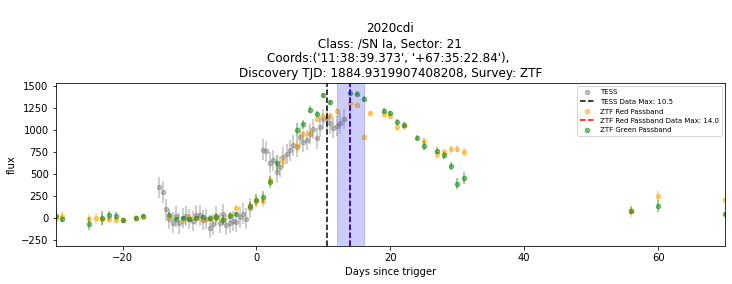 2020cdi
Class: /SN Ia, Sector: 21
Coords:('11:38:39.373', '+67:35:22.84'),
Discovery TJD: 1884.9319907408208, Survey: ZTF
1500
1250
1000
750
500
250
0
−250
flux
−20
0
20
40
60
Days since trigger
TESS
TESS Data Max: 10.5
ZTF Red Passband
ZTF Red Passband Data Max: 14.0
ZTF Green Passband